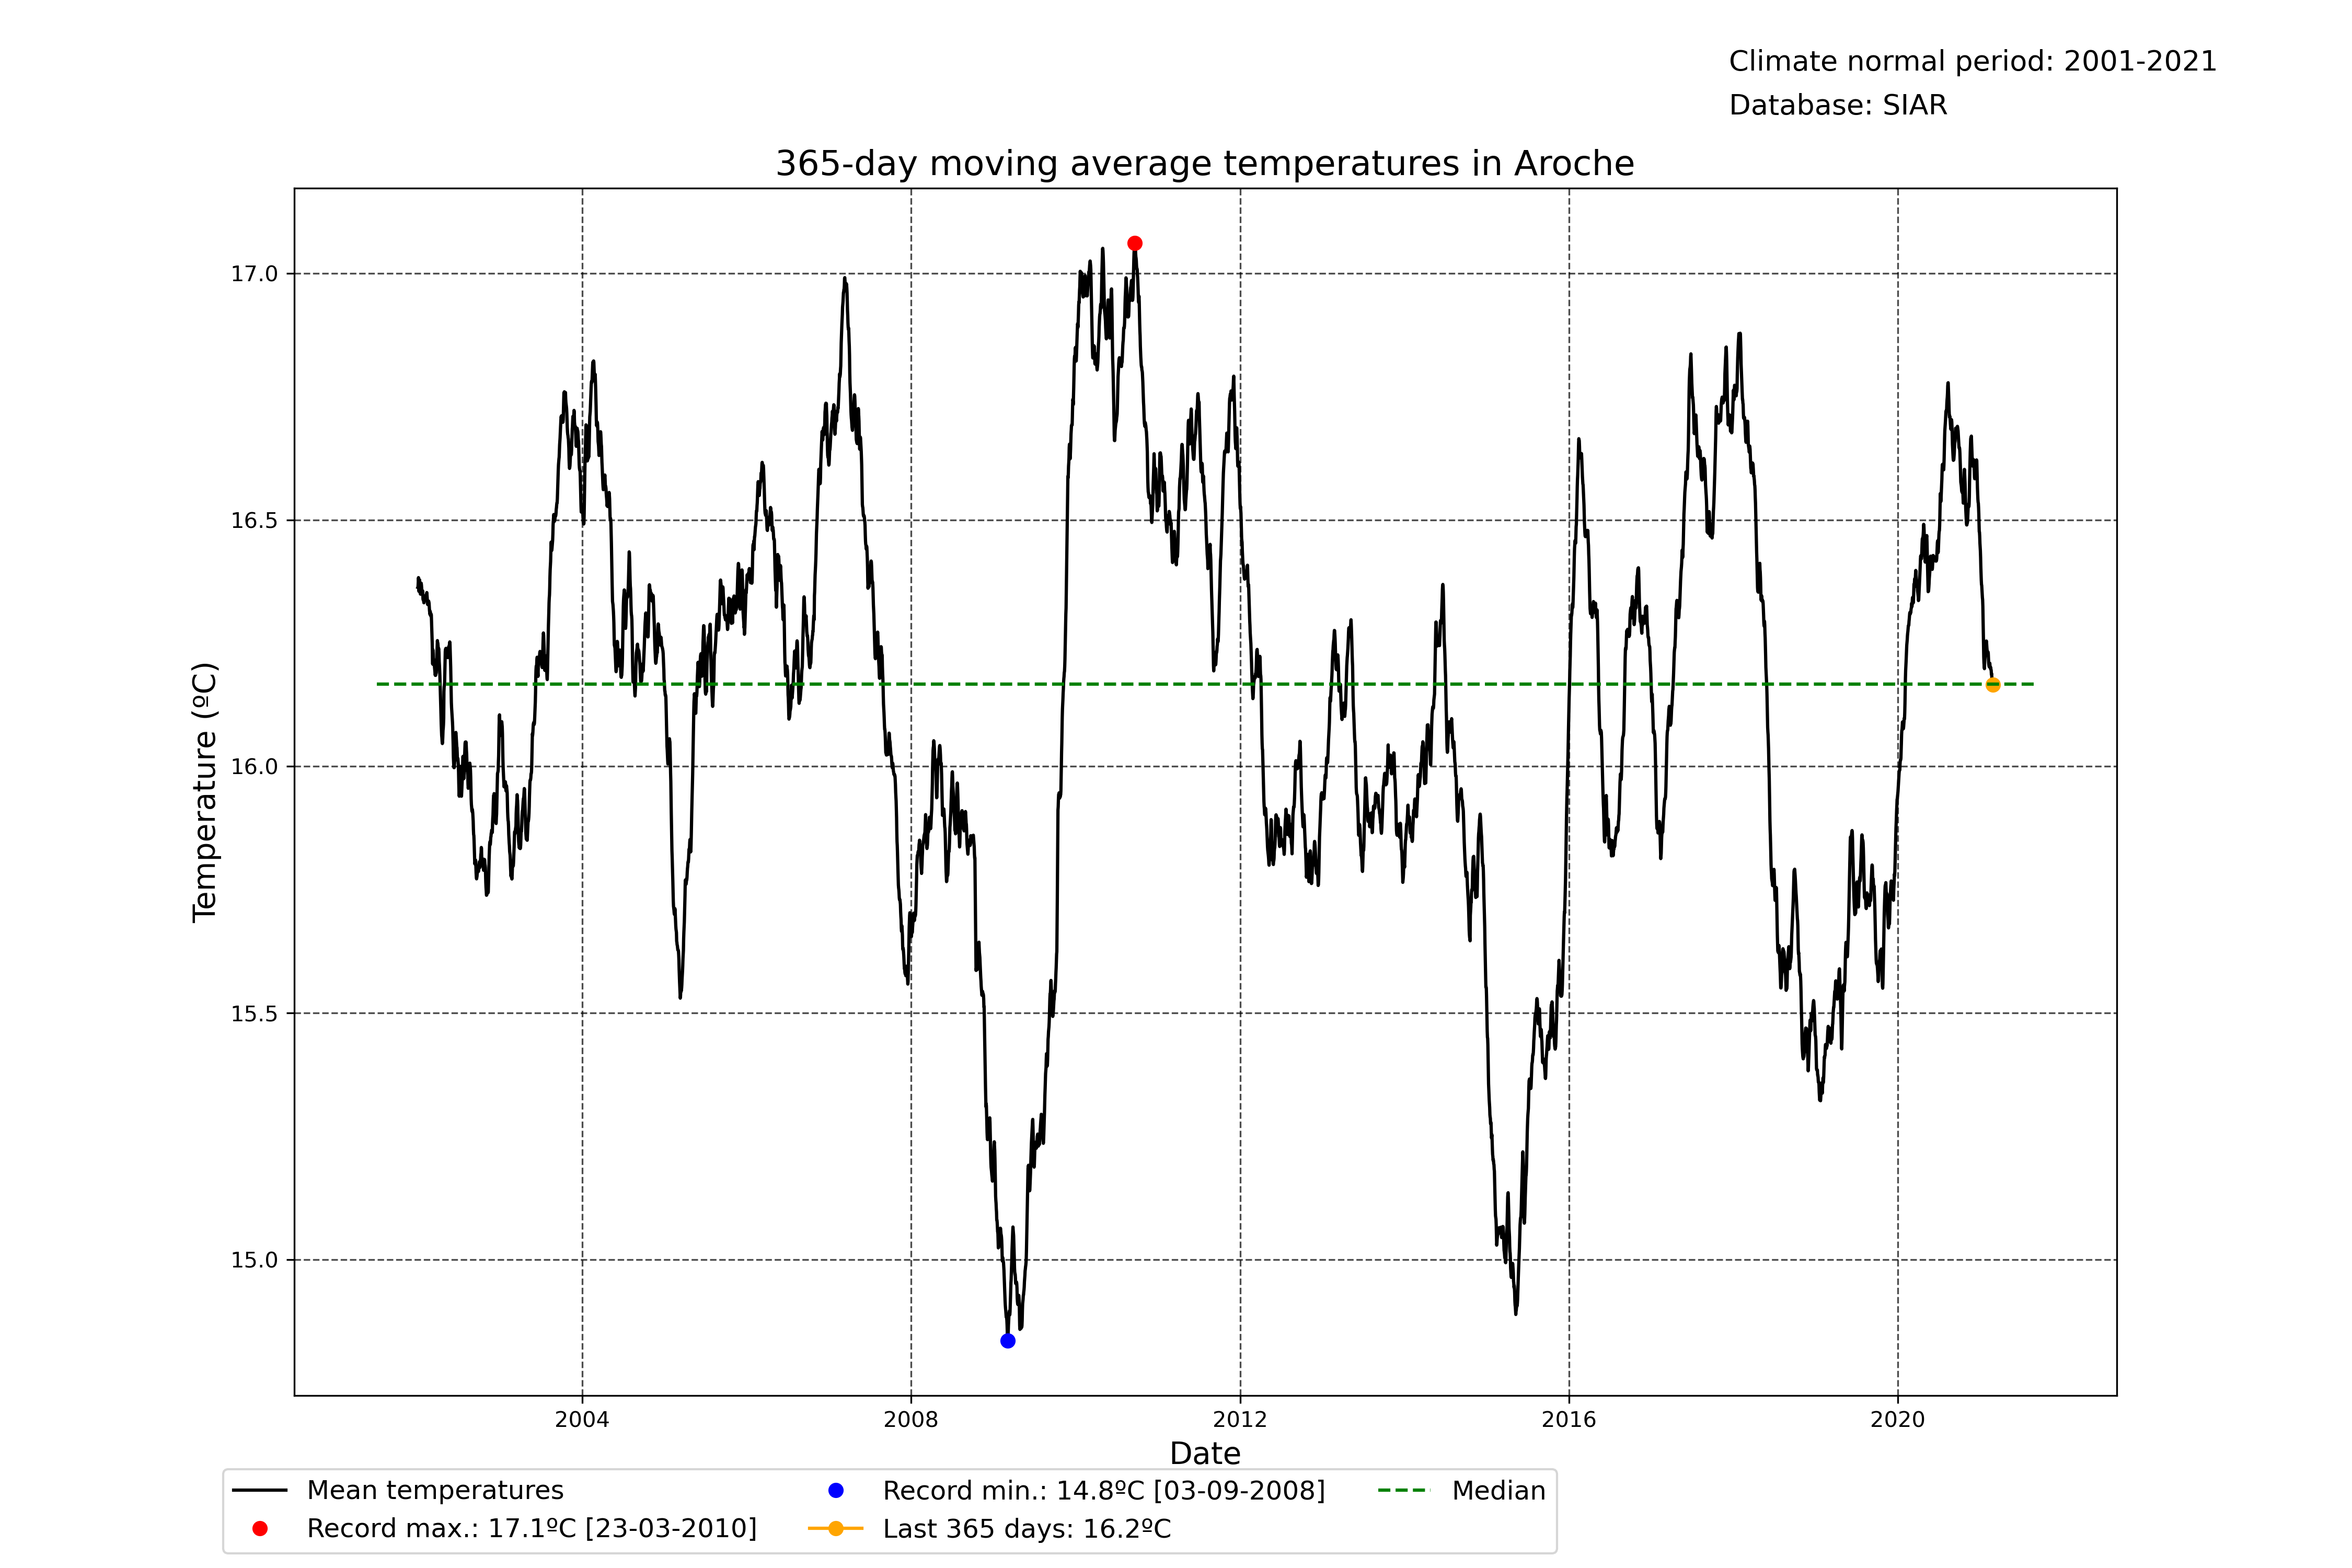 Climate normal period: 2001-2021
Database: SIAR
365-day moving average temperatures in Aroche
17.0
16.5
16.0
15.5
15.0
Temperature (ºC)
2004 2008 2012 2016 2020
Date
Mean temperatures
Record max.: 17.1ºC [23-03-2010]
Record min.: 14.8ºC [03-09-2008]
Last 365 days: 16.2ºC
Median